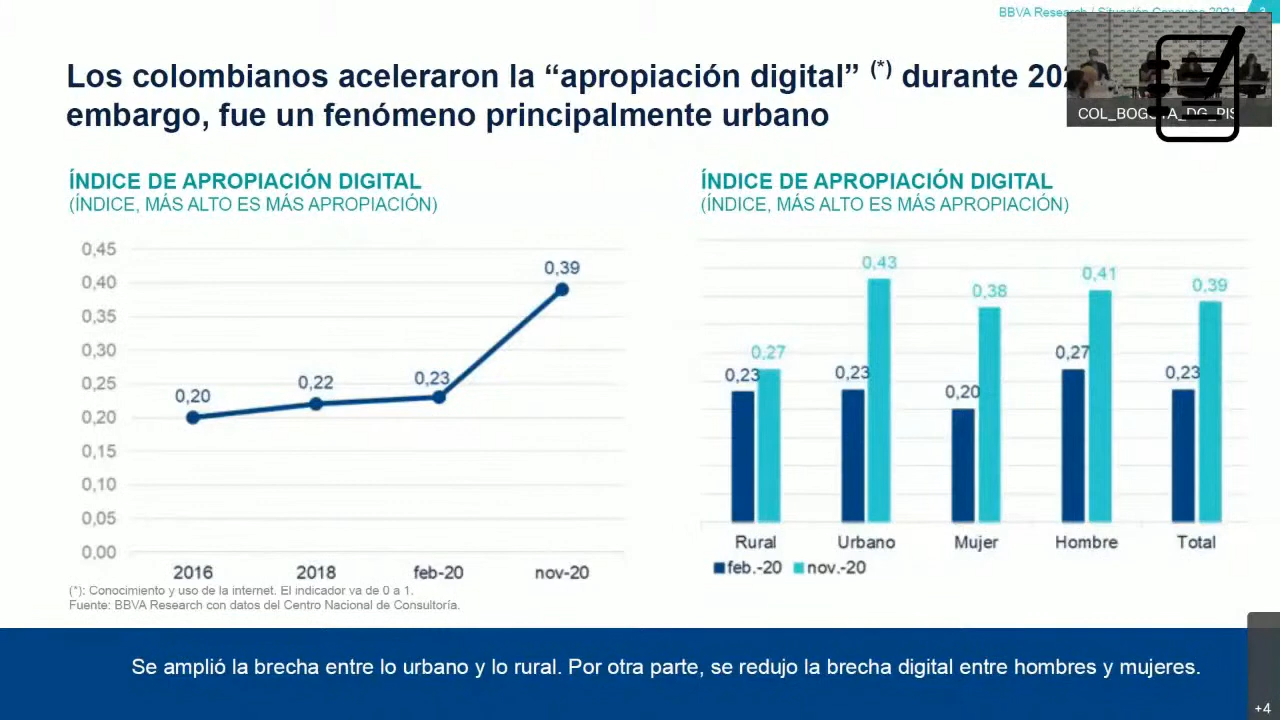 BBVA Research / Situación Consumo 2021 3
Los colombianos aceleraron la “apropiación digital” (*) durante
embargo, fue un fenómeno principalmente urbano
COL_BOGOTA_DG_PIS
ÍNDICE DE APROPIACIÓN DIGITAL
(ÍNDICE, MÁS ALTO ES MÁS APROPIACIÓN)
0,45
0,40
0,35
0,30
0,25
0,20
0,15
0,10
0,05
0,00
0,20
0,22
0,23
0,39
2016 2018 feb-20 nov-20
(*): Conocimiento y uso de la internet. El indicador va de 0 a 1.
Fuente: BBVA Research con datos del Centro Nacional de Consultoría.
ÍNDICE DE APROPIACIÓN DIGITAL
(ÍNDICE, MÁS ALTO ES MÁS APROPIACIÓN)
0,23 0,27
0,23 0,43
0,20 0,38
0,27 0,41
0,23 0,39
Rural Urbano Mujer Hombre Total
feb.-20 nov.-20
Se amplió la brecha entre lo urbano y lo rural. Por otra parte, se redujo la brecha digital entre hombres y mujeres.
+4